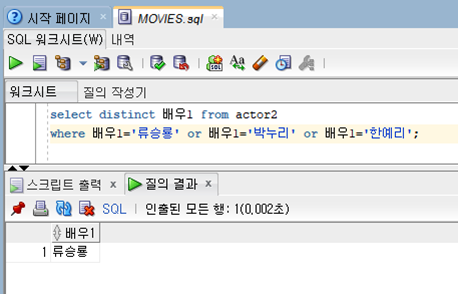 시작 페이지 × MOVIES.sql ×
SQL 워크시트(W) 내역
워크시트 질의 작성기
select distinct 배우1 from actor2
where 배우1='류승룡' or 배우1='박누리' or 배우1='한예리';
스크립트 출력 × 질의 결과 ×
SQL | 인출된 모든 행: 1(0,002초)
배우1
1 류승룡